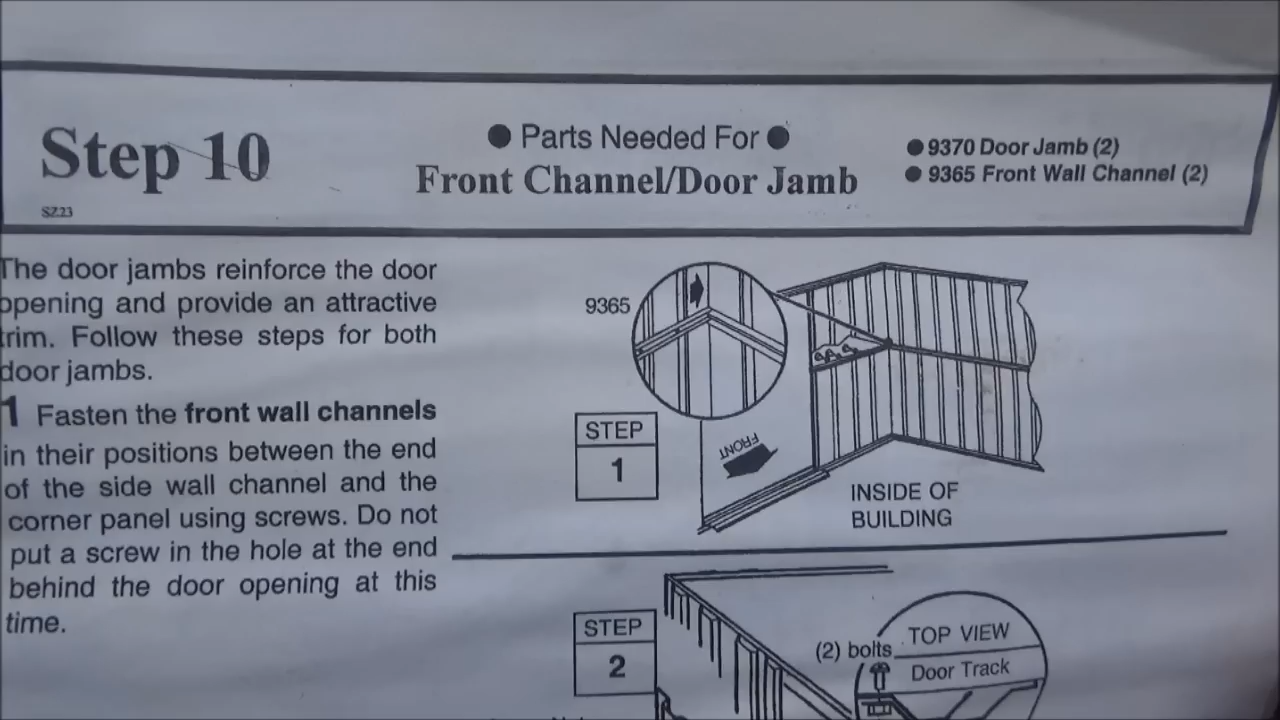 Step 10
SZ23
● Parts Needed For ●
Front Channel/Door Jamb
● 9370 Door Jamb (2)
● 9365 Front Wall Channel (2)
The door jambs reinforce the door
opening and provide an attractive
trim. Follow these steps for both
door jambs.
1 Fasten the front wall channels
in their positions between the end
of the side wall channel and the
corner panel using screws. Do not
put a screw in the hole at the end
behind the door opening at this
time.
9365
STEP
1
FRONT
INSIDE OF
BUILDING
STEP
2
(2) bolts
TOP VIEW
Door Track